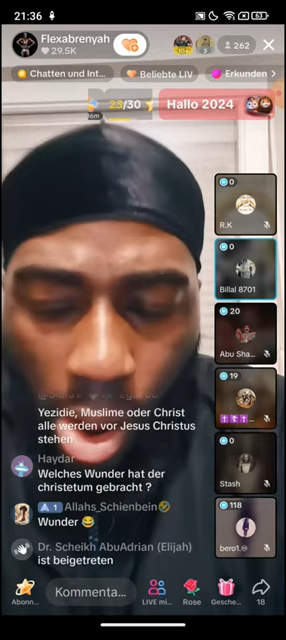 21:36
63
Flexabrenyah
29.5K
262
Chatten und Int...
Beliebte LIV
Erkunden
23/30
Hallo 2024
0
R.K
0
Billal 8701
20
Abu Sha...
19
0
Stash
118
bero1.
Yezidie, Muslime oder Christ
alle werden vor Jesus Christus
stehen
Haydar
Welches Wunder hat der
christetum gebracht ?
1 Allahs_Schienbein🤣
Wunder 😂
Dr. Scheikh AbuAdrian (Elijah)
ist beigetreten
Kommenta...
Abonn...
LIVE mi...
Rose
Gesche...
18